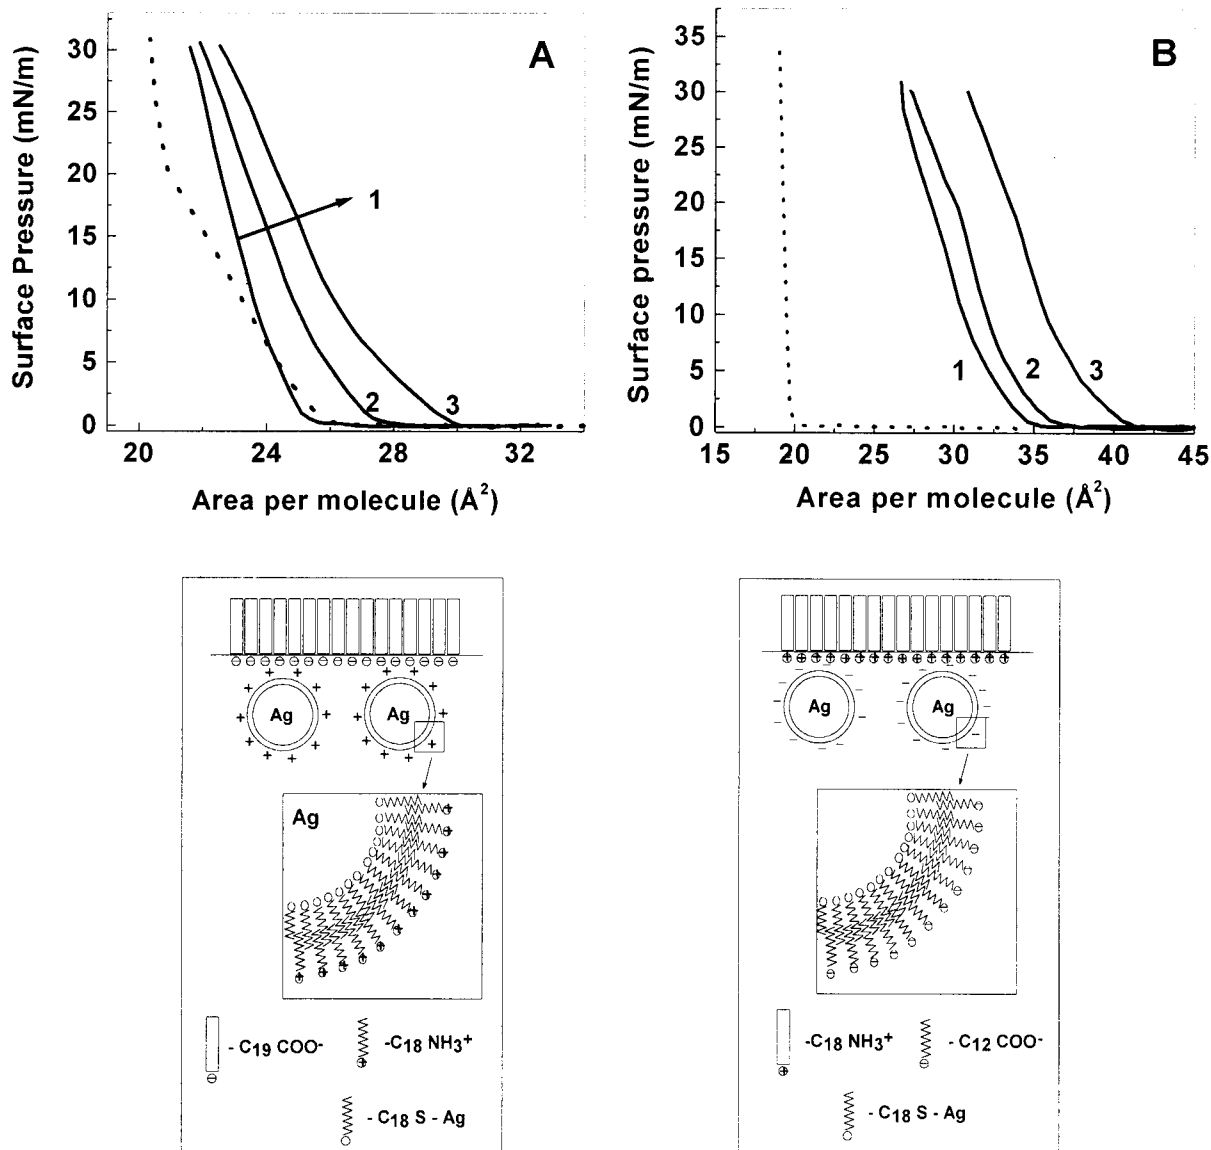 A
Surface Pressure (mN/m)
30
25
20
15
10
5
0
1
2
3
20 24 28 32
Area per molecule (Å²)
B
Surface pressure (mN/m)
35
30
25
20
15
10
5
0
1
2
3
15 20 25 30 35 40 45
Area per molecule (Å²)
Ag Ag
Ag
- C₁₉ COO⁻
-C₁₈ NH₃⁺
- C₁₈ S - Ag
Ag Ag
-C₁₈ NH₃⁺
- C₁₂ COO⁻
- C₁₈ S - Ag